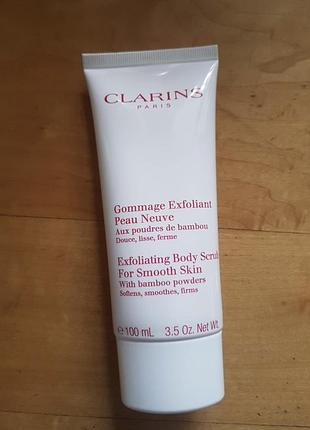 CLARINS
PARIS
Gommage Exfoliant
Peau Neuve
Aux poudres de bambou
Douce, lisse, ferme
Exfoliating Body Scrub
For Smooth Skin
With bamboo powders
Softens, smoothes, firms
℮ 100 mL 3.5 Oz. Net Wt.